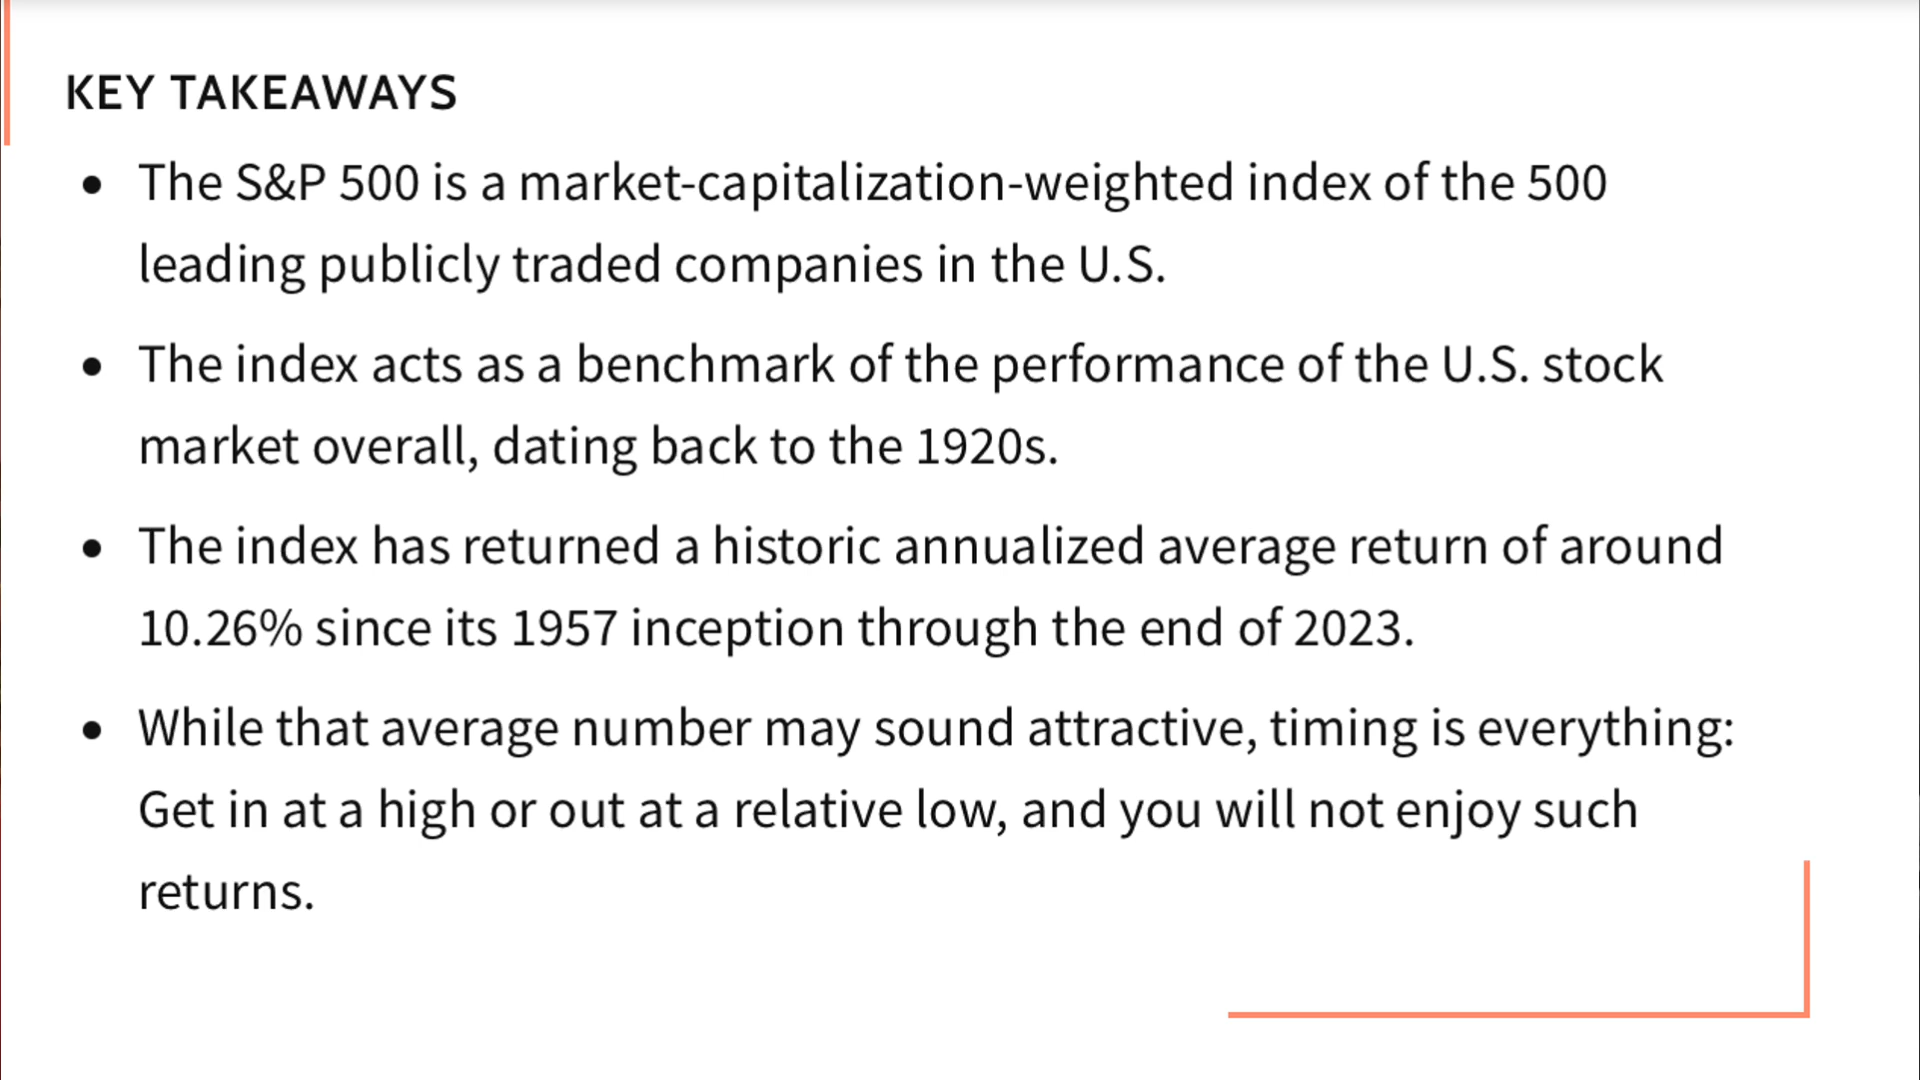 KEY TAKEAWAYS
• The S&P 500 is a market-capitalization-weighted index of the 500
leading publicly traded companies in the U.S.
• The index acts as a benchmark of the performance of the U.S. stock
market overall, dating back to the 1920s.
• The index has returned a historic annualized average return of around
10.26% since its 1957 inception through the end of 2023.
• While that average number may sound attractive, timing is everything:
Get in at a high or out at a relative low, and you will not enjoy such
returns.